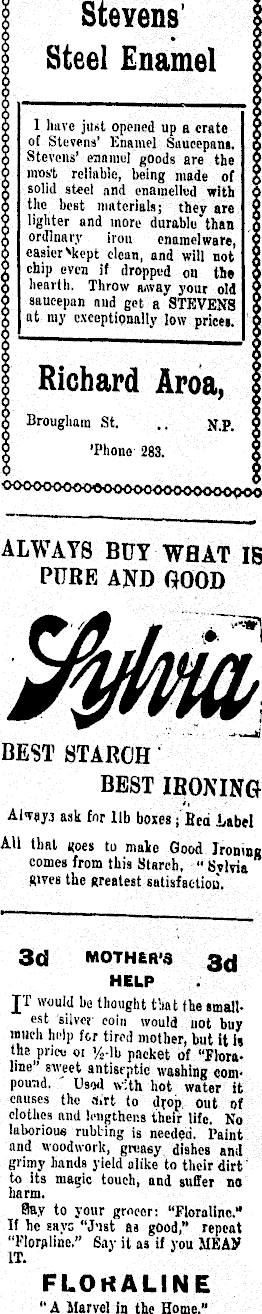 Stevens'
Steel Enamel
I have just opened up a crate
of Stevens' Enamel Saucepans.
Stevens' enamel goods are the
most reliable, being made of
solid steel and enamelled with
the best materials; they are
lighter and more durable than
ordinary iron enamelware,
easier kept clean, and will not
chip even if dropped on the
hearth. Throw away your old
saucepan and get a STEVENS
at my exceptionally low prices.
Richard Aroa,
Brougham St. .. N.P.
'Phone 283.
ALWAYS BUY WHAT IS
PURE AND GOOD
Sylvia
BEST STARCH
BEST IRONING
Always ask for 1lb boxes; Red Label
All that goes to make Good Ironing
comes from this Starch, "Sylvia
gives the greatest satisfaction.
3d MOTHER'S 3d
HELP
IT would be thought that the small-
est silver coin would not buy
much help for tired mother, but it is
the price of ½-lb packet of "Flora-
line" sweet antiseptic washing com-
pound. Used with hot water it
causes the dirt to drop out of
clothes and lengthens their life. No
laborious rubbing is needed. Paint
and woodwork, greasy dishes and
grimy hands yield alike to their dirt
to its magic touch, and suffer no
harm.
Say to your grocer: "Floraline."
If he says "Just as good," repeat
"Floraline." Say it as if you MEAN
IT.
FLORALINE
"A Marvel in the Home."